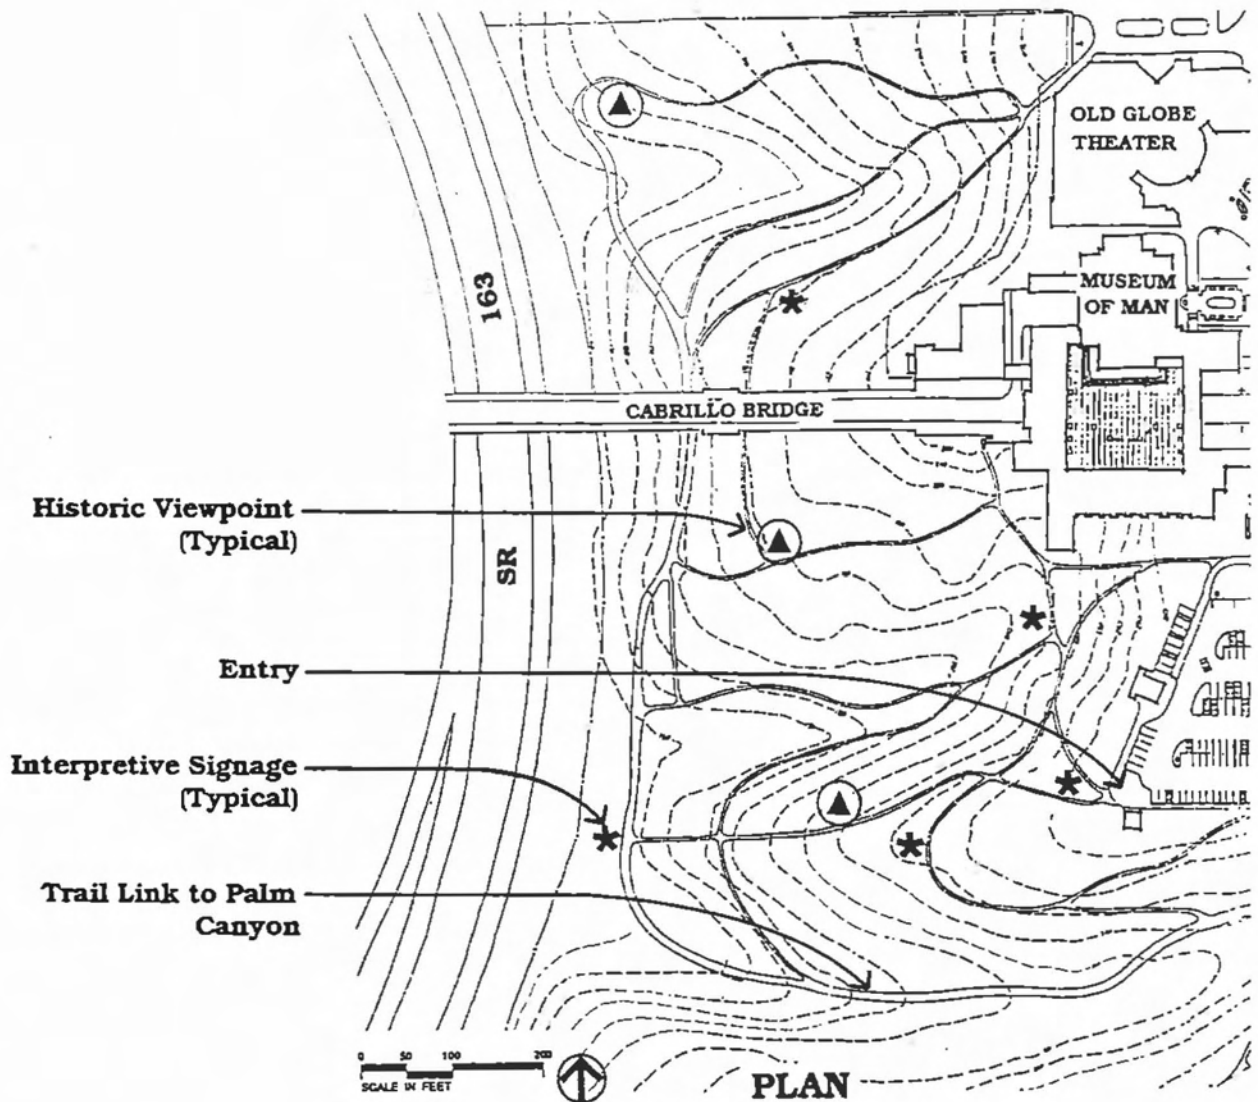 OLD GLOBE
THEATER
MUSEUM
OF MAN
163
CABRILLO BRIDGE
Historic Viewpoint
(Typical)
SR
Entry
Interpretive Signage
(Typical)
Trail Link to Palm
Canyon
0 50 100 200
SCALE IN FEET
PLAN